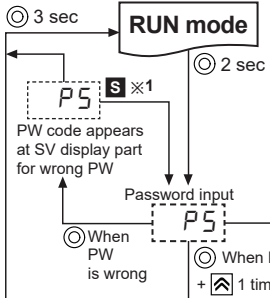 ◎ 3 sec
RUN mode
◎ 2 sec
PS
S ※1
PW code appears
at SV display part
for wrong PW
Password input
PS
◎ When
PW
is wrong
◎ When
+ 1 tim